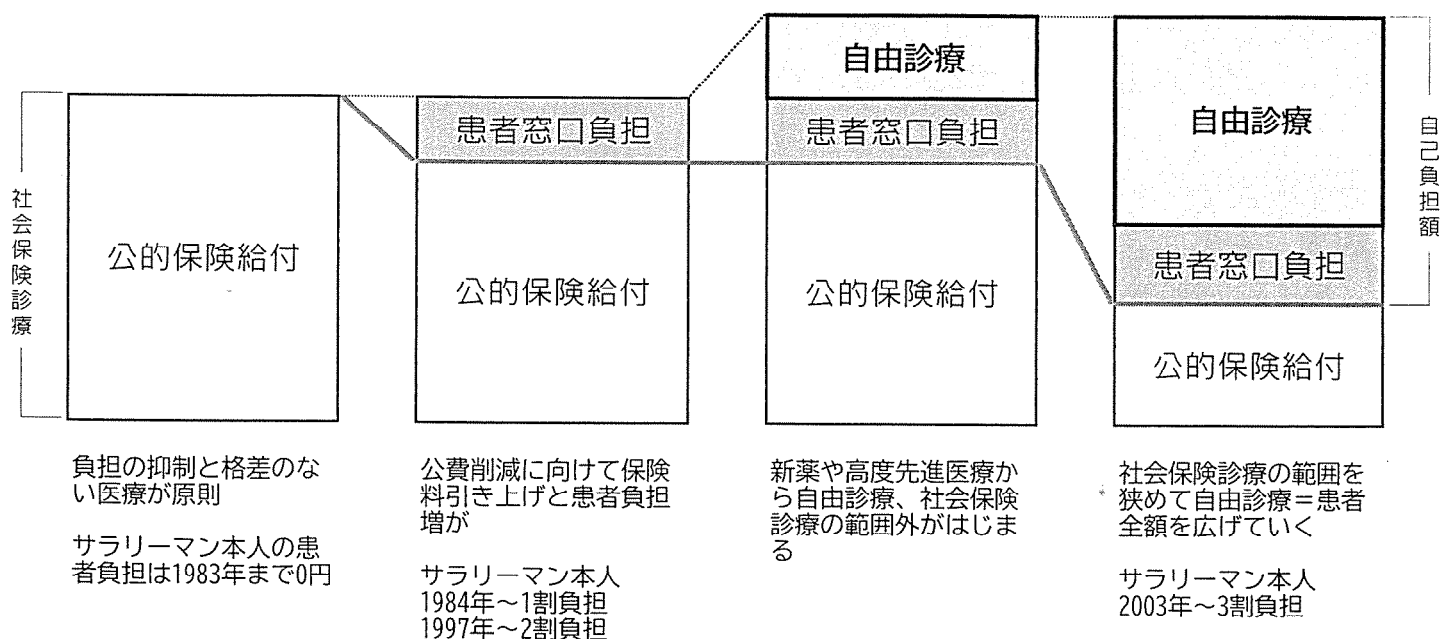 社会保険診療
公的保険給付
負担の抑制と格差のな
い医療が原則
サラリーマン本人の患
者負担は1983年まで0円
患者窓口負担
公的保険給付
公費削減に向けて保険
料引き上げと患者負担
増が
サラリーマン本人
1984年～1割負担
1997年～2割負担
自由診療
患者窓口負担
公的保険給付
新薬や高度先進医療か
ら自由診療、社会保険
診療の範囲外がはじま
る
自由診療
患者窓口負担
公的保険給付
自己負担額
社会保険診療の範囲を
狭めて自由診療＝患者
全額を広げていく
サラリーマン本人
2003年～3割負担